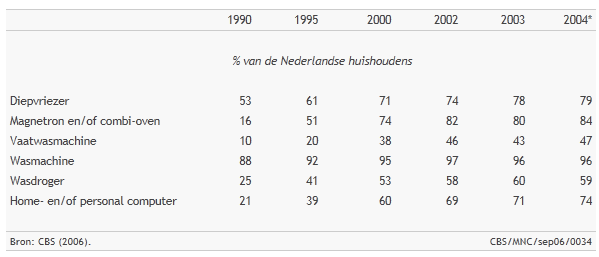 1990 1995 2000 2002 2003 2004*
% van de Nederlandse huishoudens
Diepvriezer 53 61 71 74 78 79
Magnetron en/of combi-oven 16 51 74 82 80 84
Vaatwasmachine 10 20 38 46 43 47
Wasmachine 88 92 95 97 96 96
Wasdroger 25 41 53 58 60 59
Home- en/of personal computer 21 39 60 69 71 74
Bron: CBS (2006). CBS/MNC/sep06/0034